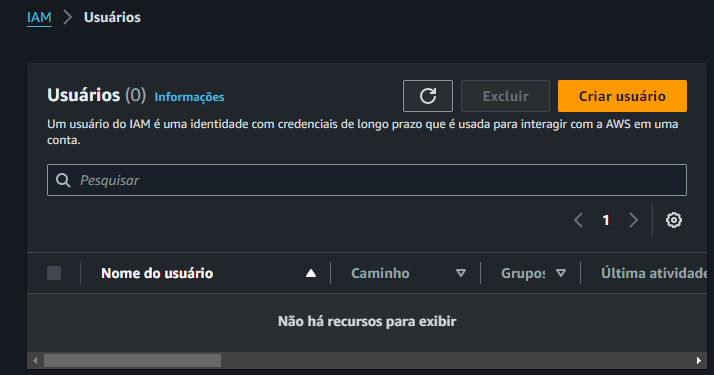 IAM > Usuários
Usuários (0) Informações
Excluir
Criar usuário
Um usuário do IAM é uma identidade com credenciais de longo prazo que é usada para interagir com a AWS em uma
conta.
Pesquisar
1
Nome do usuário Caminho Grupos Última atividade
Não há recursos para exibir